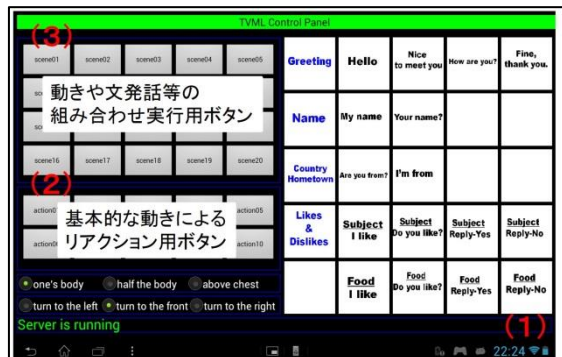 TVML Control Panel
(3)
scene01 scene02 scene03 scene04 scene05
動きや文発話等の
組み合わせ実行用ボタン
scene16 scene17 scene18 scene19 scene20
(2)
action05
基本的な動きによる
リアクション用ボタン
action10
one's body half the body above chest
turn to the left turn to the front turn to the right
Server is running
Greeting Hello Nice to meet you How are you? Fine, thank you.
Name My name Your name?
Country Hometown Are you from? I'm from
Likes & Dislikes Subject I like Subject Do you like? Subject Reply-Yes Subject Reply-No
Food I like Food Do you like? Food Reply-Yes Food Reply-No
(1)
22:24